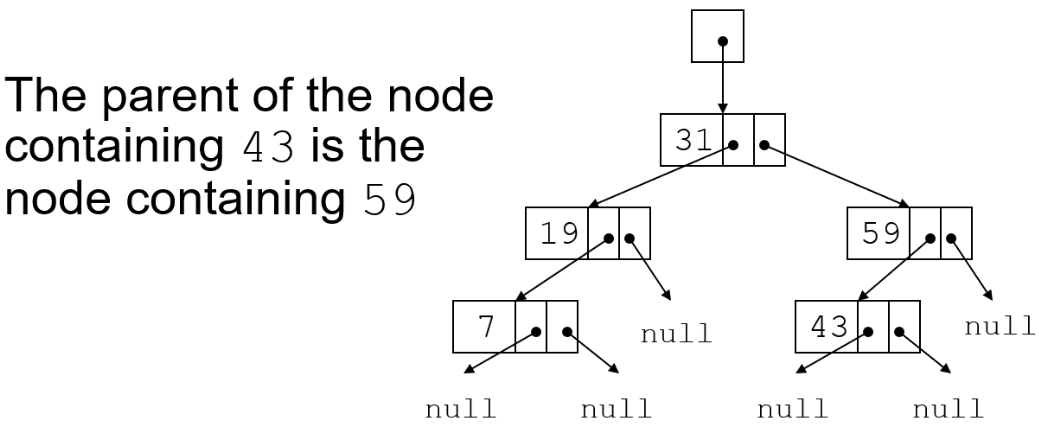 The parent of the node
containing 43 is the
node containing 59
31
19
59
7
null
43
null
null
null
null
null